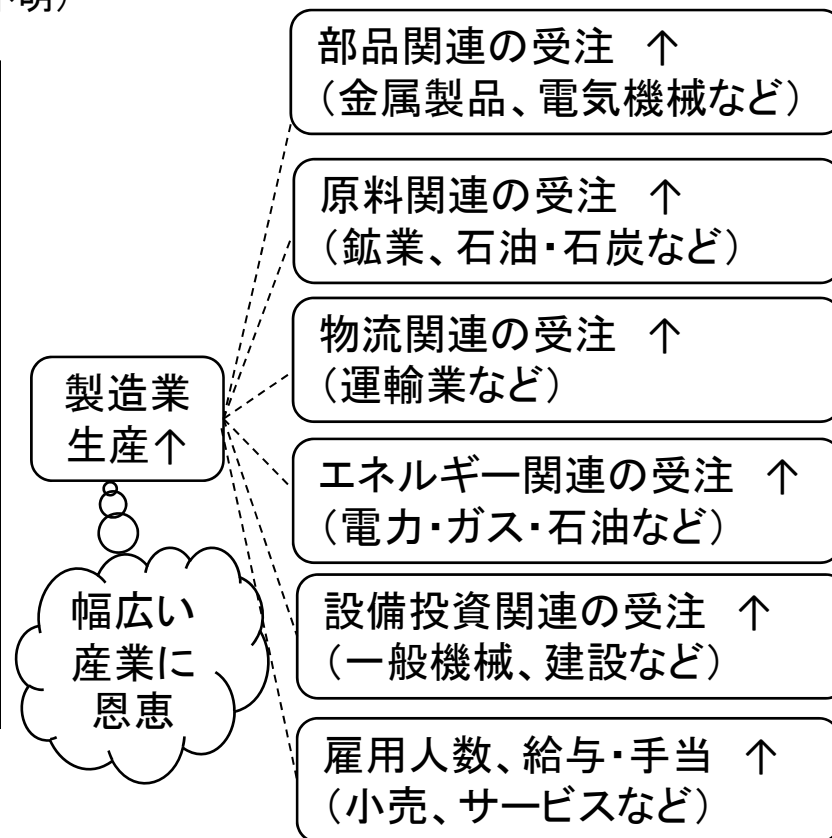 部品関連の受注 ↑
（金属製品、電気機械など）
原料関連の受注 ↑
（鉱業、石油・石炭など）
物流関連の受注 ↑
（運輸業など）
製造業
生産↑
エネルギー関連の受注 ↑
（電力・ガス・石油など）
幅広い
産業に
恩恵
設備投資関連の受注 ↑
（一般機械、建設など）
雇用人数、給与・手当 ↑
（小売、サービスなど）